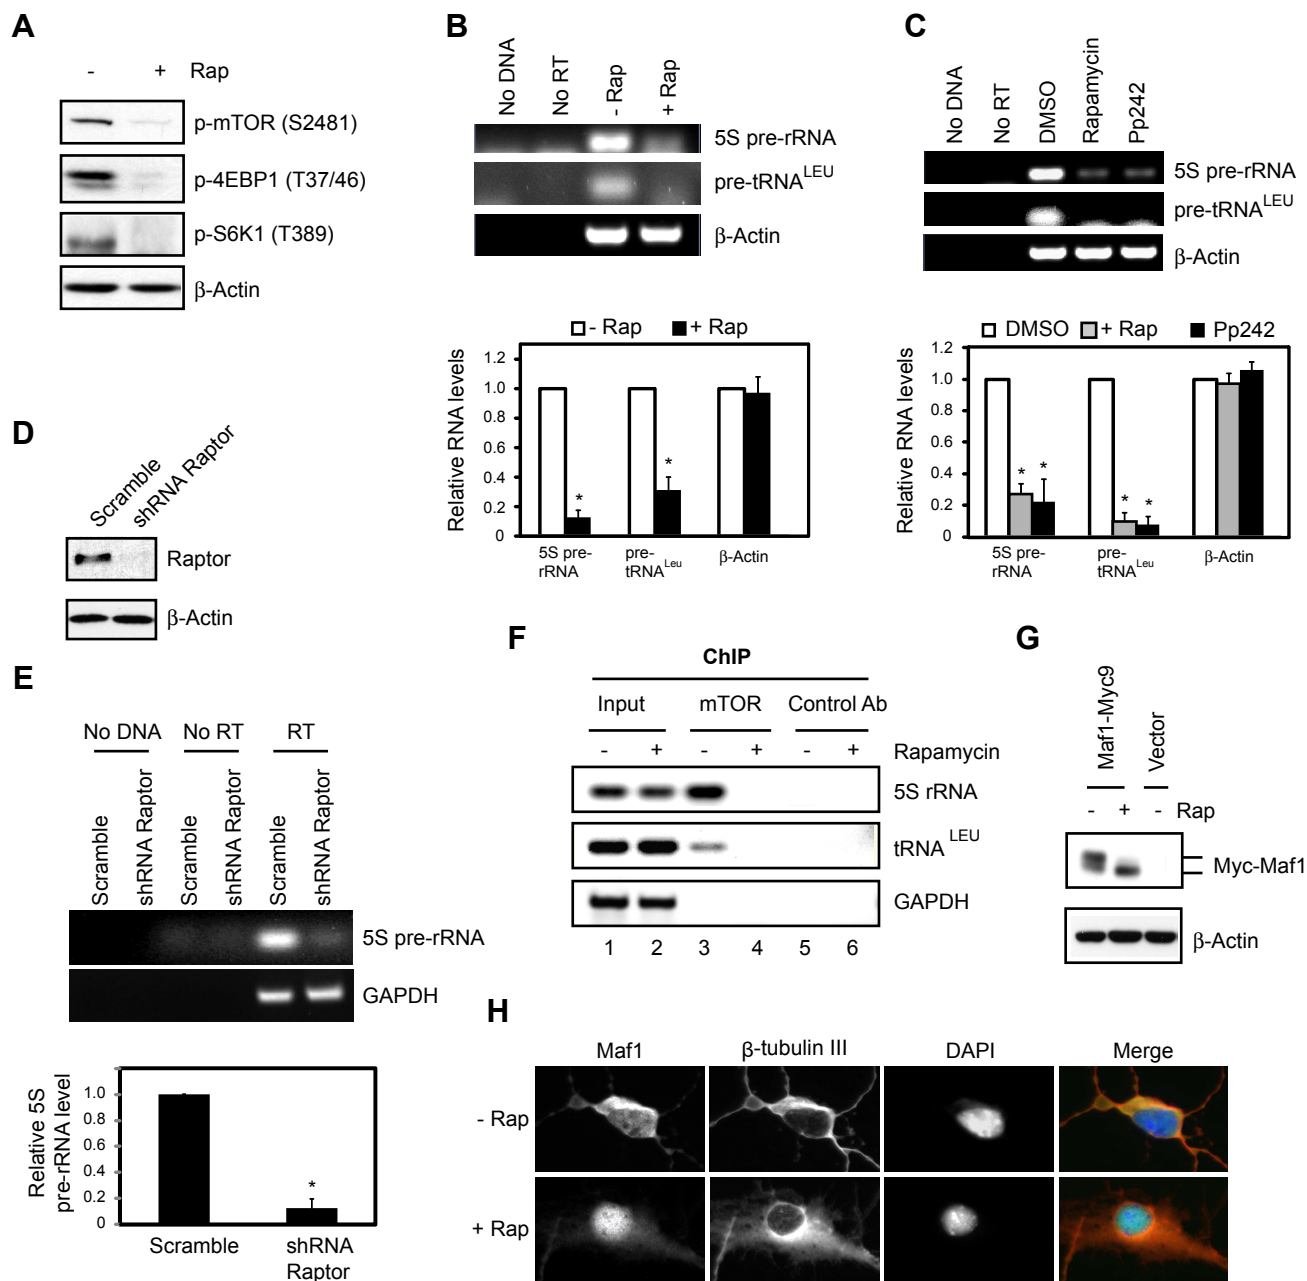 A
- + Rap
p-mTOR (S2481)
p-4EBP1 (T37/46)
p-S6K1 (T389)
β-Actin
B
No DNA
No RT
- Rap
+ Rap
5S pre-rRNA
pre-tRNA^LEU
β-Actin
- Rap + Rap
Relative RNA levels
1.2
1.0
0.8
0.6
0.4
0.2
0
*
*
5S pre-
rRNA
pre-
tRNA^Leu
β-Actin
C
No DNA
No RT
DMSO
Rapamycin
Pp242
5S pre-rRNA
pre-tRNA^LEU
β-Actin
DMSO + Rap Pp242
Relative RNA levels
1.2
1.0
0.8
0.6
0.4
0.2
0
* *
* *
5S pre-
rRNA
pre-
tRNA^Leu
β-Actin
D
Scramble
shRNA Raptor
Raptor
β-Actin
E
No DNA No RT RT
Scramble
shRNA Raptor
Scramble
shRNA Raptor
Scramble
shRNA Raptor
5S pre-rRNA
GAPDH
Relative 5S
pre-rRNA level
1.0
0.8
0.6
0.4
0.2
0
*
Scramble
shRNA
Raptor
F
ChIP
Input mTOR Control Ab
- + - + - + Rapamycin
5S rRNA
tRNA^LEU
GAPDH
1 2 3 4 5 6
G
Maf1-Myc9
Vector
- + - Rap
Myc-Maf1
β-Actin
H
Maf1 β-tubulin III DAPI Merge
- Rap
+ Rap